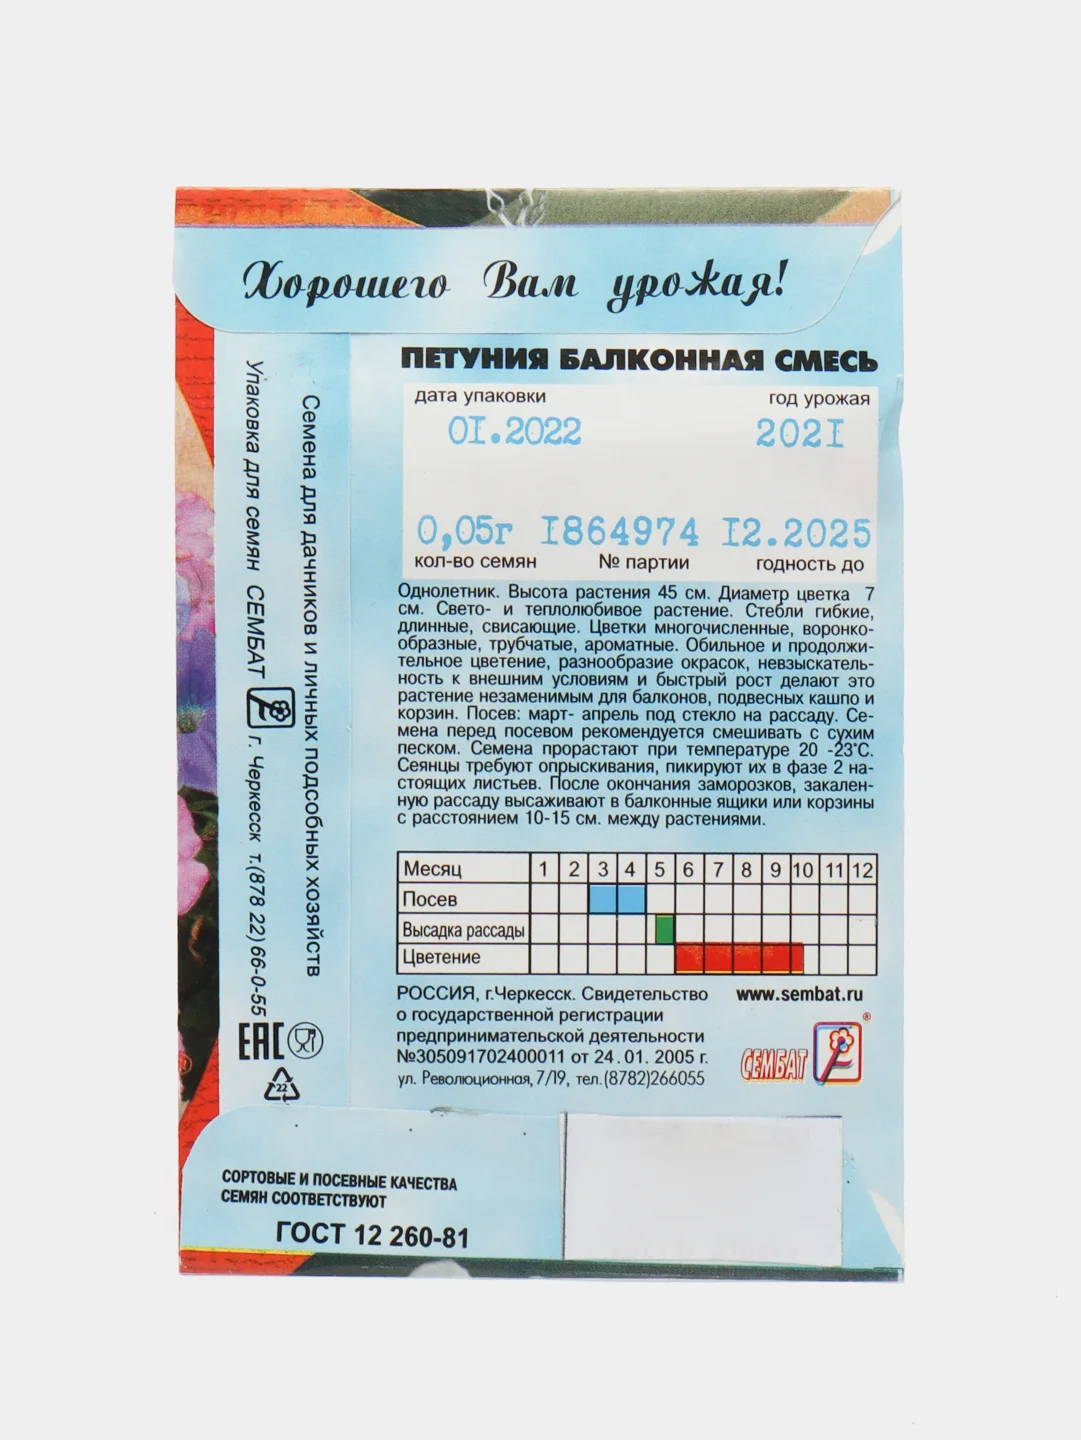 Хорошего Вам урожая!
ПЕТУНИЯ БАЛКОННАЯ СМЕСЬ
дата упаковки год урожая
01.2022 2021
0,05г 1864974 12.2025
кол-во семян № партии годность до
Однолетник. Высота растения 45 см. Диаметр цветка 7
см. Свето- и теплолюбивое растение. Стебли гибкие,
длинные, свисающие. Цветки многочисленные, воронко-
образные, трубчатые, ароматные. Обильное и продолжи-
тельное цветение, разнообразие окрасок, невзыскатель-
ность к внешним условиям и быстрый рост делают это
растение незаменимым для балконов, подвесных кашпо и
корзин. Посев: март- апрель под стекло на рассаду. Се-
мена перед посевом рекомендуется смешивать с сухим
песком. Семена прорастают при температуре 20 -23°С.
Сеянцы требуют опрыскивания, пикируют их в фазе 2 на-
стоящих листьев. После окончания заморозков, закален-
ную рассаду высаживают в балконные ящики или корзины
с расстоянием 10-15 см. между растениями.
Месяц 1 2 3 4 5 6 7 8 9 10 11 12
Посев
Высадка рассады
Цветение
РОССИЯ, г.Черкесск. Свидетельство
о государственной регистрации
предпринимательской деятельности
№305091702400011 от 24.01. 2005 г.
ул. Революционная, 7/19, тел.(8782)266055
www.sembat.ru
СЕМБАТ ®
Семена для дачников и личных подсобных хозяйств
Упаковка для семян СЕМБАТ г. Черкесск т.(878 22) 66-0-55
ЕАС
22
СОРТОВЫЕ И ПОСЕВНЫЕ КАЧЕСТВА
СЕМЯН СООТВЕТСТВУЮТ
ГОСТ 12 260-81